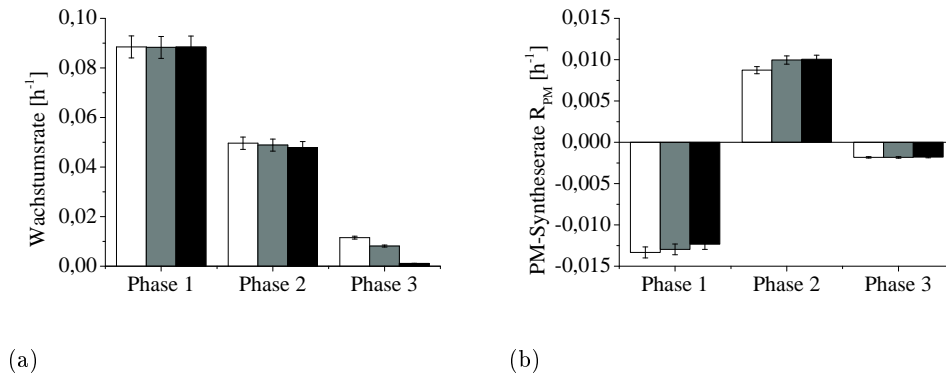 0,10
0,08
0,06
0,04
0,02
0,00
Wachstumsrate [h⁻¹]
Phase 1 Phase 2 Phase 3
(a)
0,015
0,010
0,005
0,000
-0,005
-0,010
-0,015
PM-Syntheserate R_PM [h⁻¹]
Phase 1 Phase 2 Phase 3
(b)